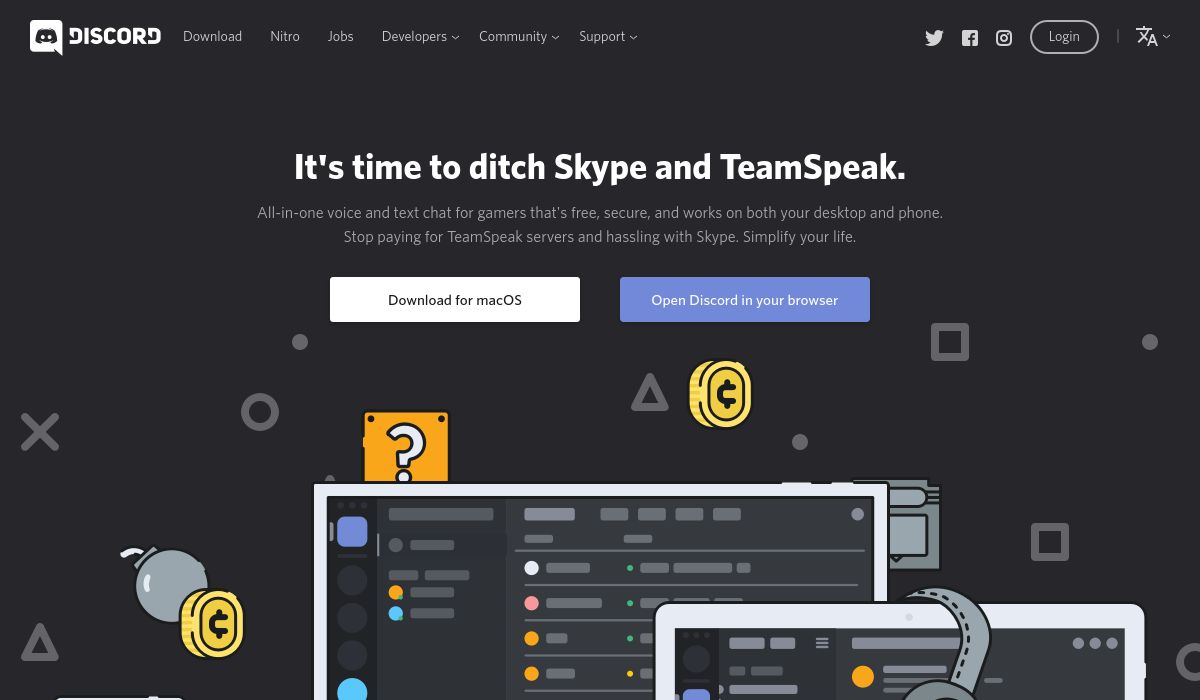 DISCORD
Download
Nitro
Jobs
Developers
Community
Support
Login
It's time to ditch Skype and TeamSpeak.
All-in-one voice and text chat for gamers that's free, secure, and works on both your desktop and phone.
Stop paying for TeamSpeak servers and hassling with Skype. Simplify your life.
Download for macOS
Open Discord in your browser
¢
?
¢